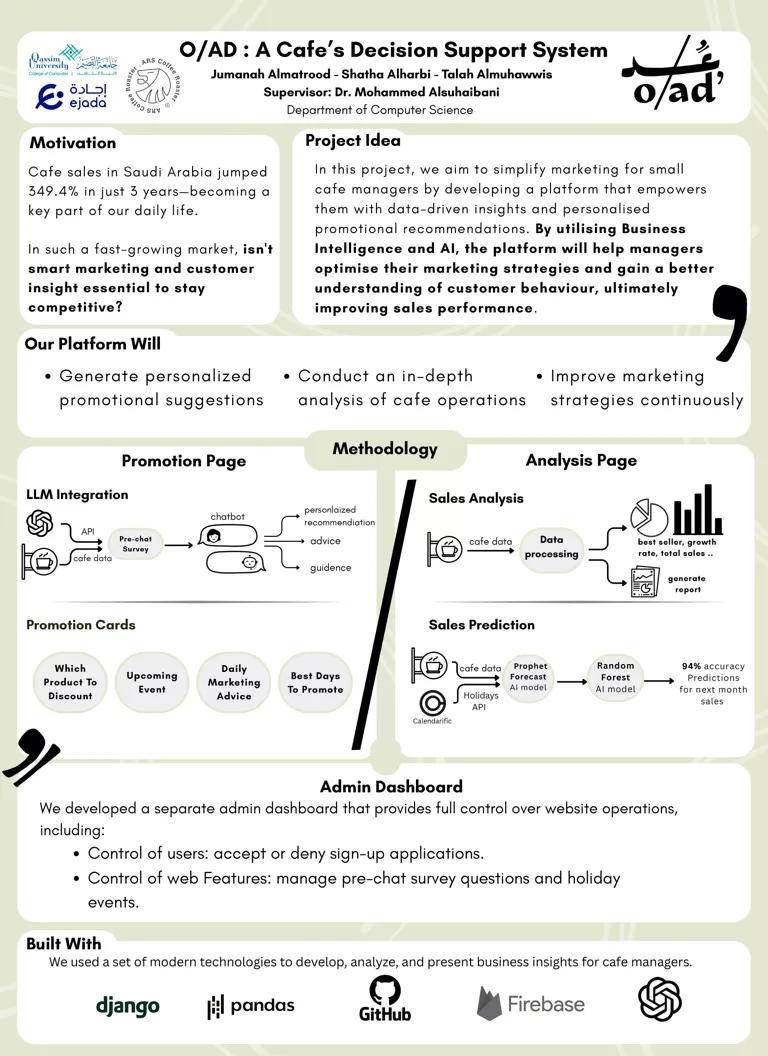 Qassim
University
جامعة القصيم
College of Computer
إجادة
ejada
ARS Coffee Roaster
ARS Coffee Roaster
O/AD : A Cafe's Decision Support System
Jumanah Almatrood - Shatha Alharbi - Talah Almuhawwis
Supervisor: Dr. Mohammed Alsuhaibani
Department of Computer Science
o/ad'
Motivation
Cafe sales in Saudi Arabia jumped
349.4% in just 3 years—becoming a
key part of our daily life.
In such a fast-growing market, isn't
smart marketing and customer
insight essential to stay
competitive?
Project Idea
In this project, we aim to simplify marketing for small
cafe managers by developing a platform that empowers
them with data-driven insights and personalised
promotional recommendations. By utilising Business
Intelligence and AI, the platform will help managers
optimise their marketing strategies and gain a better
understanding of customer behaviour, ultimately
improving sales performance.
Our Platform Will
• Generate personalized
promotional suggestions
• Conduct an in-depth
analysis of cafe operations
• Improve marketing
strategies continuously
Methodology
Promotion Page
LLM Integration
API
cafe data
Pre-chat
Survey
chatbot
personlaized
recommendiation
advice
guidence
Promotion Cards
Which
Product To
Discount
Upcoming
Event
Daily
Marketing
Advice
Best Days
To Promote
Analysis Page
Sales Analysis
cafe data
Data
processing
best seller, growth
rate, total sales ..
generate
report
Sales Prediction
cafe data
Holidays
API
Calendarific
Prophet
Forecast
AI model
Random
Forest
AI model
94% accuracy
Predictions
for next month
sales
Admin Dashboard
We developed a separate admin dashboard that provides full control over website operations,
including:
• Control of users: accept or deny sign-up applications.
• Control of web Features: manage pre-chat survey questions and holiday
events.
Built With
We used a set of modern technologies to develop, analyze, and present business insights for cafe managers.
django
pandas
GitHub
Firebase